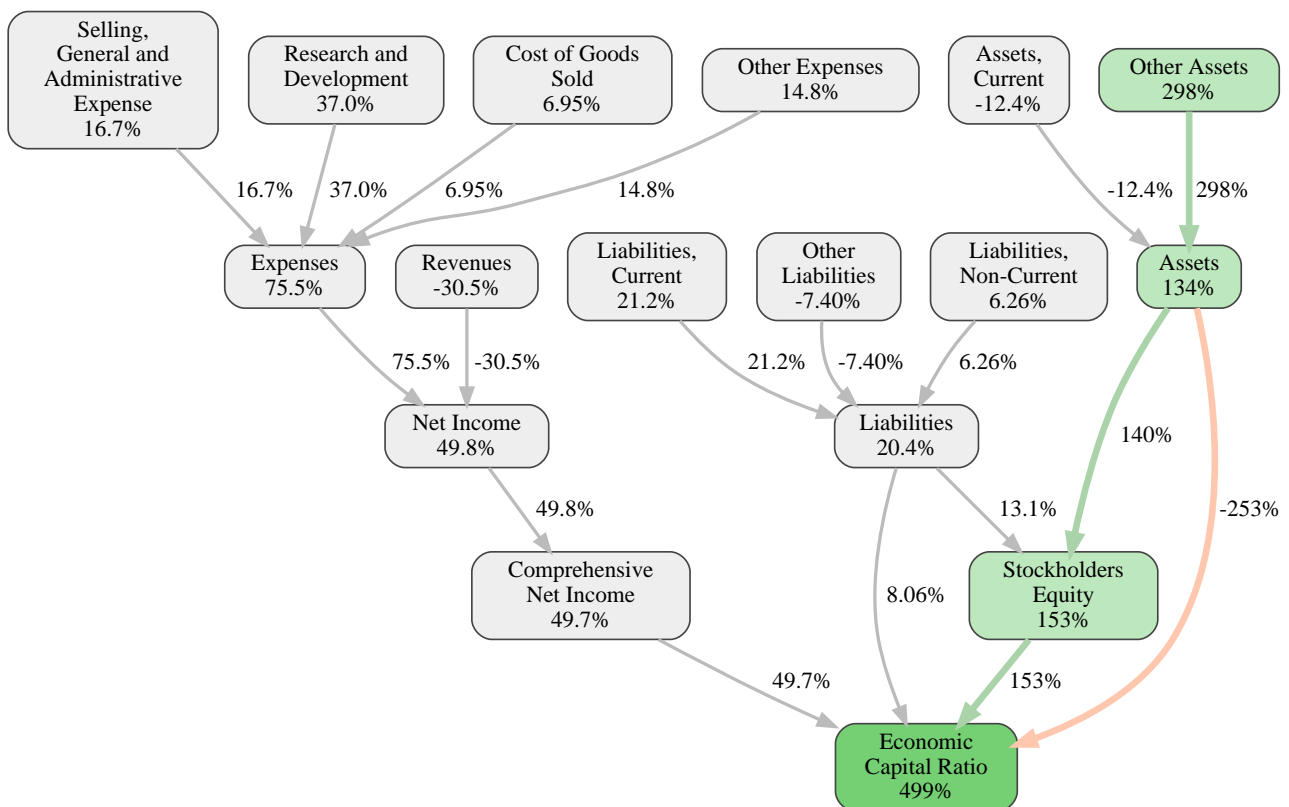 Selling,
General and
Administrative
Expense
16.7%
Research and
Development
37.0%
Cost of Goods
Sold
6.95%
Other Expenses
14.8%
Assets,
Current
-12.4%
Other Assets
298%
16.7%
37.0%
6.95%
14.8%
-12.4%
298%
Expenses
75.5%
Revenues
-30.5%
Liabilities,
Current
21.2%
Other
Liabilities
-7.40%
Liabilities,
Non-Current
6.26%
Assets
134%
75.5%
-30.5%
21.2%
-7.40%
6.26%
Net Income
49.8%
Liabilities
20.4%
140%
49.8%
13.1%
-253%
Comprehensive
Net Income
49.7%
8.06%
Stockholders
Equity
153%
49.7%
153%
Economic
Capital Ratio
499%